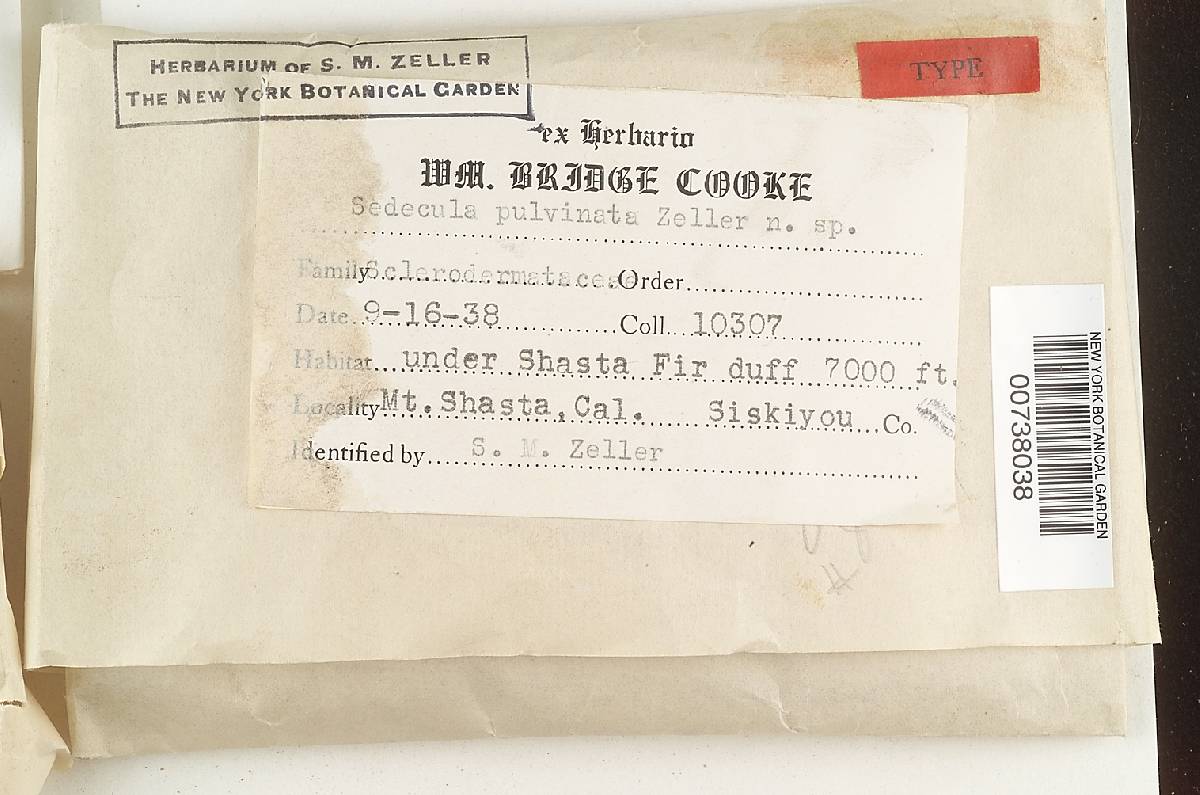 HERBARIUM OF S. M. ZELLER
THE NEW YORK BOTANICAL GARDEN
TYPE
ex Herbario
WM. BRIDGE COOKE
Sedecula pulvinata Zeller n. sp.
Family Sclerodermataceae Order
Date 9-16-38 Coll. 10307
Habitat under Shasta Fir duff 7000 ft.
Locality Mt. Shasta, Cal. Siskiyou Co.
Identified by S. M. Zeller
NEW YORK BOTANICAL GARDEN
00738038